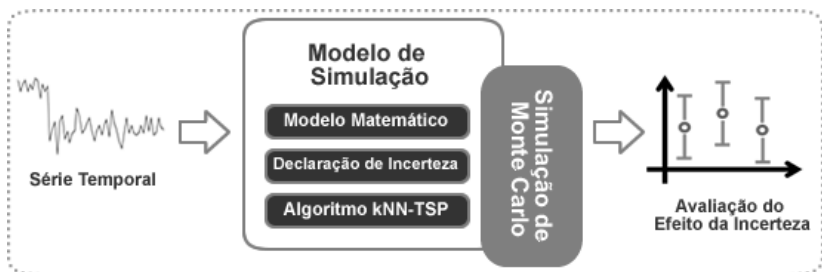 Modelo de
Simulação
Modelo Matemático
Declaração de Incerteza
Algoritmo kNN-TSP
Simulação de
Monte Carlo
Série Temporal
Avaliação do
Efeito da Incerteza